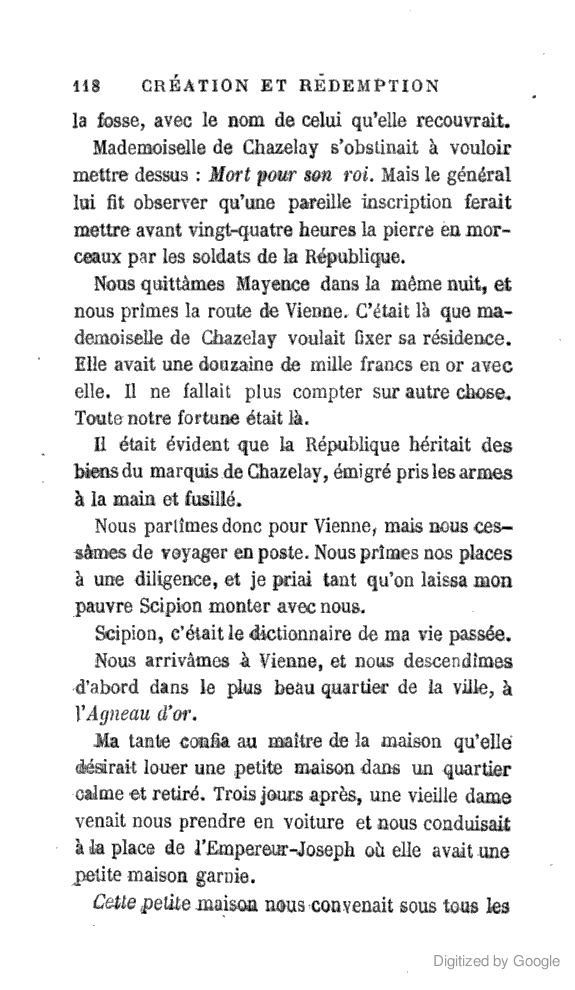 118 CRÉATION ET RÉDEMPTION
la fosse, avec le nom de celui qu'elle recouvrait.
Mademoiselle de Chazelay s'obstinait à vouloir
mettre dessus : Mort pour son roi. Mais le général
lui fit observer qu'une pareille inscription ferait
mettre avant vingt-quatre heures la pierre en mor-
ceaux par les soldats de la République.
Nous quittâmes Mayence dans la même nuit, et
nous prîmes la route de Vienne. C'était là que ma-
demoiselle de Chazelay voulait fixer sa résidence.
Elle avait une douzaine de mille francs en or avec
elle. Il ne fallait plus compter sur autre chose.
Toute notre fortune était là.
Il était évident que la République héritait des
biens du marquis de Chazelay, émigré pris les armes
à la main et fusillé.
Nous partîmes donc pour Vienne, mais nous ces-
sâmes de voyager en poste. Nous prîmes nos places
à une diligence, et je priai tant qu'on laissa mon
pauvre Scipion monter avec nous.
Scipion, c'était le dictionnaire de ma vie passée.
Nous arrivâmes à Vienne, et nous descendîmes
d'abord dans le plus beau quartier de la ville, à
l'Agneau d'or.
Ma tante confia au maître de la maison qu'elle
désirait louer une petite maison dans un quartier
calme et retiré. Trois jours après, une vieille dame
venait nous prendre en voiture et nous conduisait
à la place de l'Empereur-Joseph où elle avait une
petite maison garnie.
Cette petite maison nous convenait sous tous les
Digitized by Google